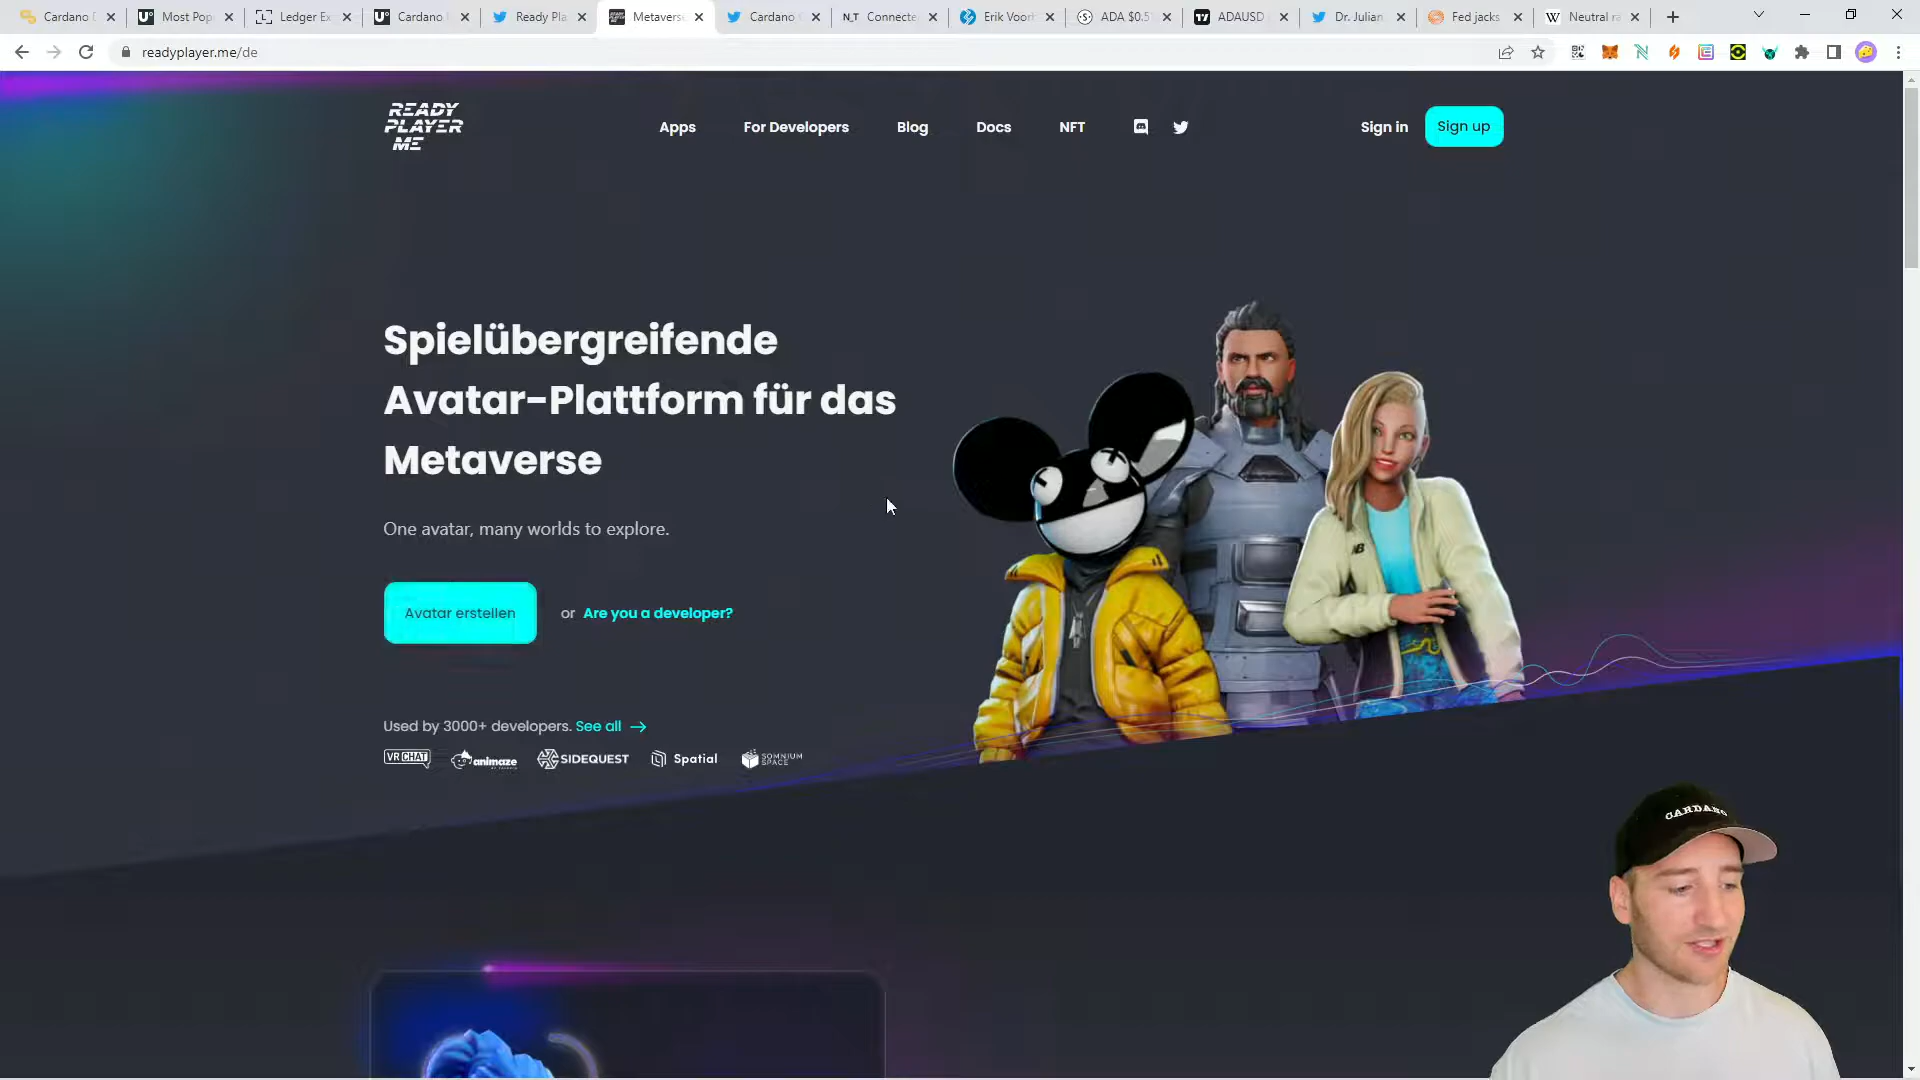 Cardano
Most Pop
Ledger Ex
Cardano
Ready Pla
Metavers
Cardano
N_T Connecte
Erik Voorh
ADA $0.5
ADAUSD
Dr. Julian
Fed jacks
W Neutral ra
readyplayer.me/de
READY
PLAYER
ME
Apps
For Developers
Blog
Docs
NFT
Sign in
Sign up
Spielübergreifende
Avatar-Plattform für das
Metaverse
One avatar, many worlds to explore.
Avatar erstellen
or Are you a developer?
Used by 3000+ developers. See all →
VRCHAT
animaze
SIDEQUEST
Spatial
SOMNIUM
SPACE
CARDANO